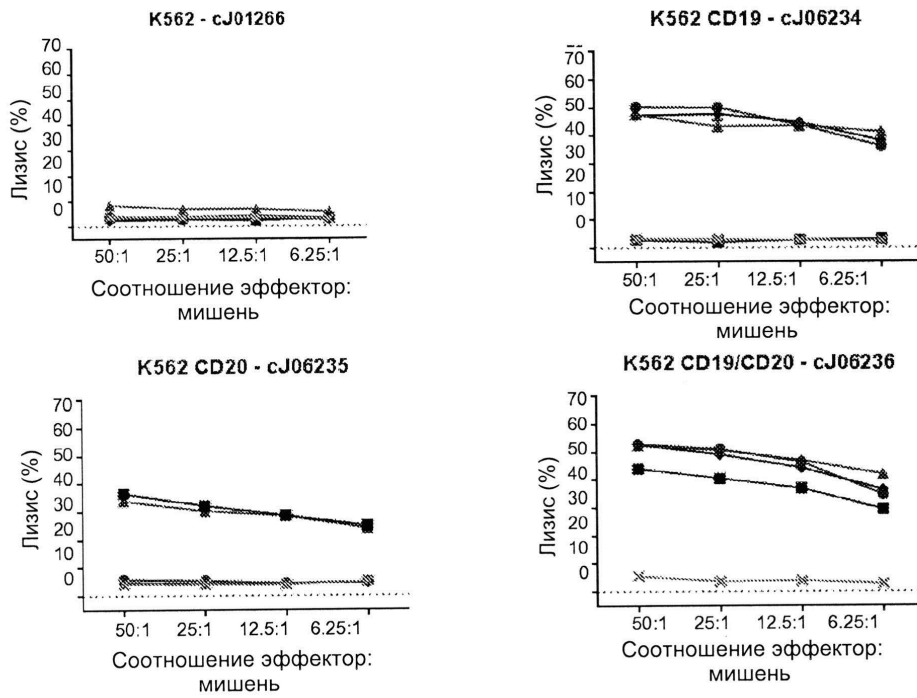 K562 - cJ01266
70
60
50
40
30
20
10
0
Лизис (%)
50:1 25:1 12.5:1 6.25:1
Соотношение эффектор:
мишень
K562 CD19 - cJ06234
70
60
50
40
30
20
10
0
Лизис (%)
50:1 25:1 12.5:1 6.25:1
Соотношение эффектор:
мишень
K562 CD20 - cJ06235
70
60
50
40
30
20
10
0
Лизис (%)
50:1 25:1 12.5:1 6.25:1
Соотношение эффектор:
мишень
K562 CD19/CD20 - cJ06236
70
60
50
40
30
20
10
0
Лизис (%)
50:1 25:1 12.5:1 6.25:1
Соотношение эффектор:
мишень